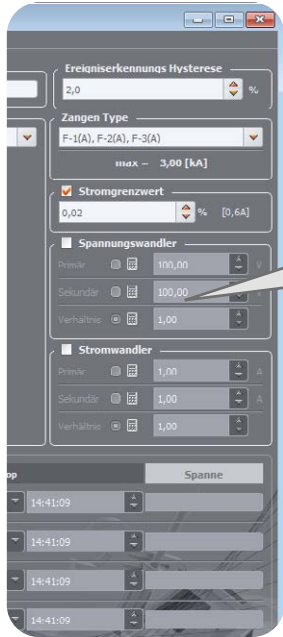 Ereigniserkennungs Hysterese
2,0 %
Zangen Type
F-1(A), F-2(A), F-3(A)
max = 3,00 [kA]
Stromgrenzwert
0,02 % [0,6A]
Spannungswandler
Primär 100,00 V
Sekundär 100,00 V
Verhältnis 1,00
Stromwandler
Primär 1,00 A
Sekundär 1,00 A
Verhältnis 1,00
op Spanne
14:41:09
14:41:09
14:41:09
14:41:09